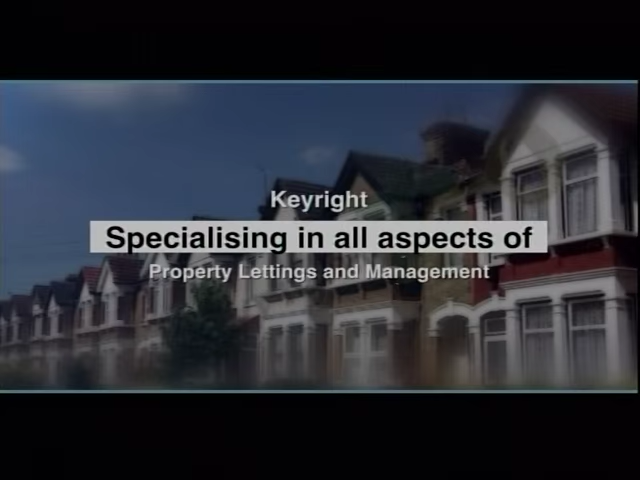 Keyright
Specialising in all aspects of
Property Lettings and Management